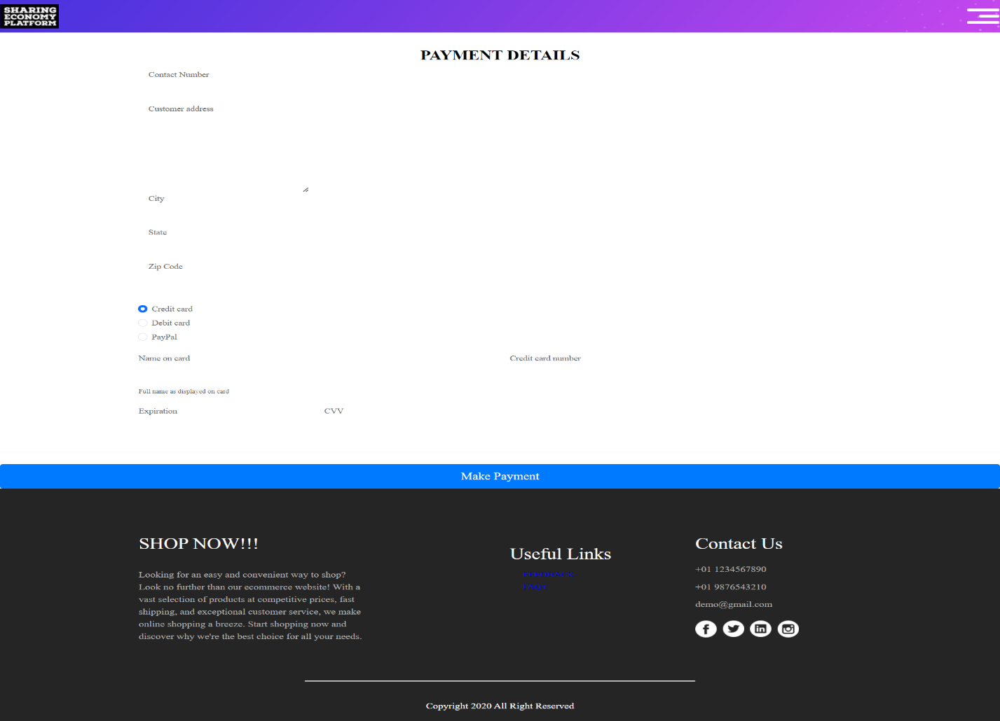 SHARING
ECONOMY
PLATFORM
PAYMENT DETAILS
Contact Number
Customer address
City
State
Zip Code
Credit card
Debit card
PayPal
Name on card
Credit card number
Full name as displayed on card
Expiration
CVV
Make Payment
SHOP NOW!!!
Looking for an easy and convenient way to shop?
Look no further than our ecommerce website! With a
vast selection of products at competitive prices, fast
shipping, and exceptional customer service, we make
online shopping a breeze. Start shopping now and
discover why we're the best choice for all your needs.
Useful Links
FEEDBACK
Contact Us
+01 1234567890
+01 9876543210
demo@gmail.com
Copyright 2020 All Right Reserved